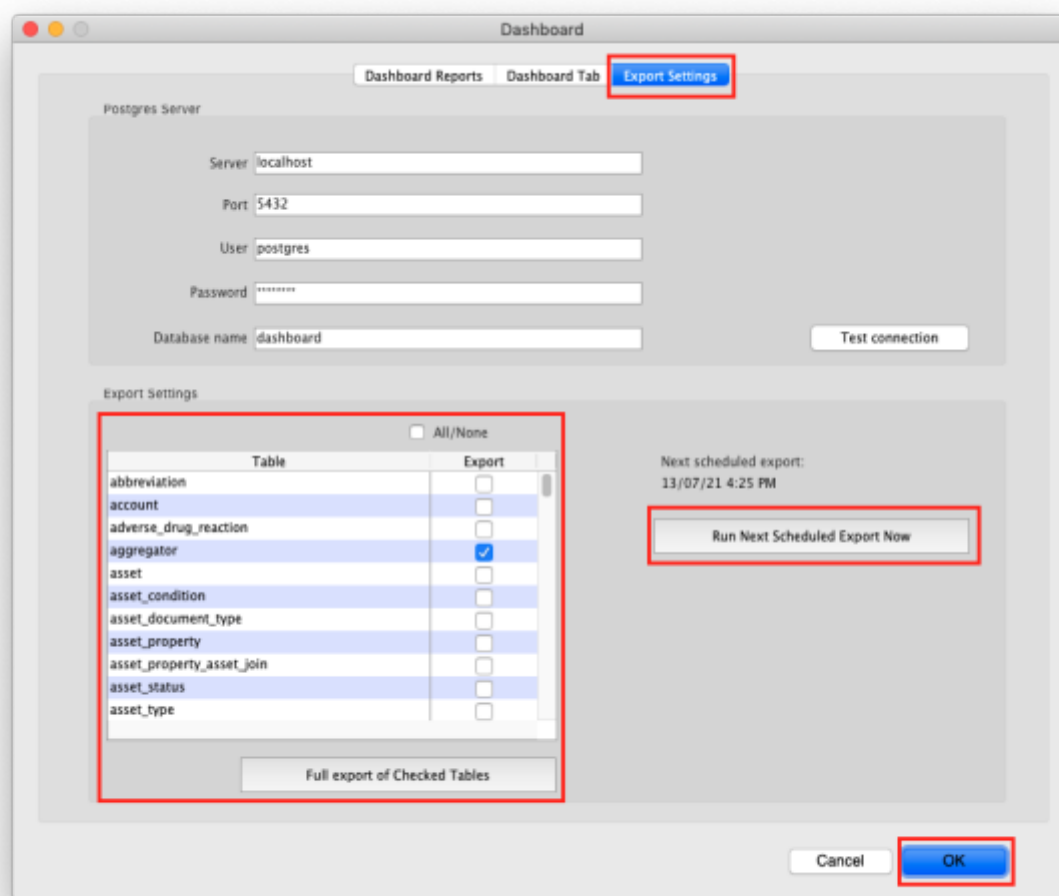 Dashboard
Dashboard Reports Dashboard Tab Export Settings
Postgres Server
Server localhost
Port 5432
User postgres
Password ********
Database name dashboard
Test connection
Export Settings
All/None
Table Export
abbreviation
account
adverse_drug_reaction
aggregator
asset
asset_condition
asset_document_type
asset_property
asset_property_asset_join
asset_status
asset_type
Full export of Checked Tables
Next scheduled export:
13/07/21 4:25 PM
Run Next Scheduled Export Now
Cancel OK